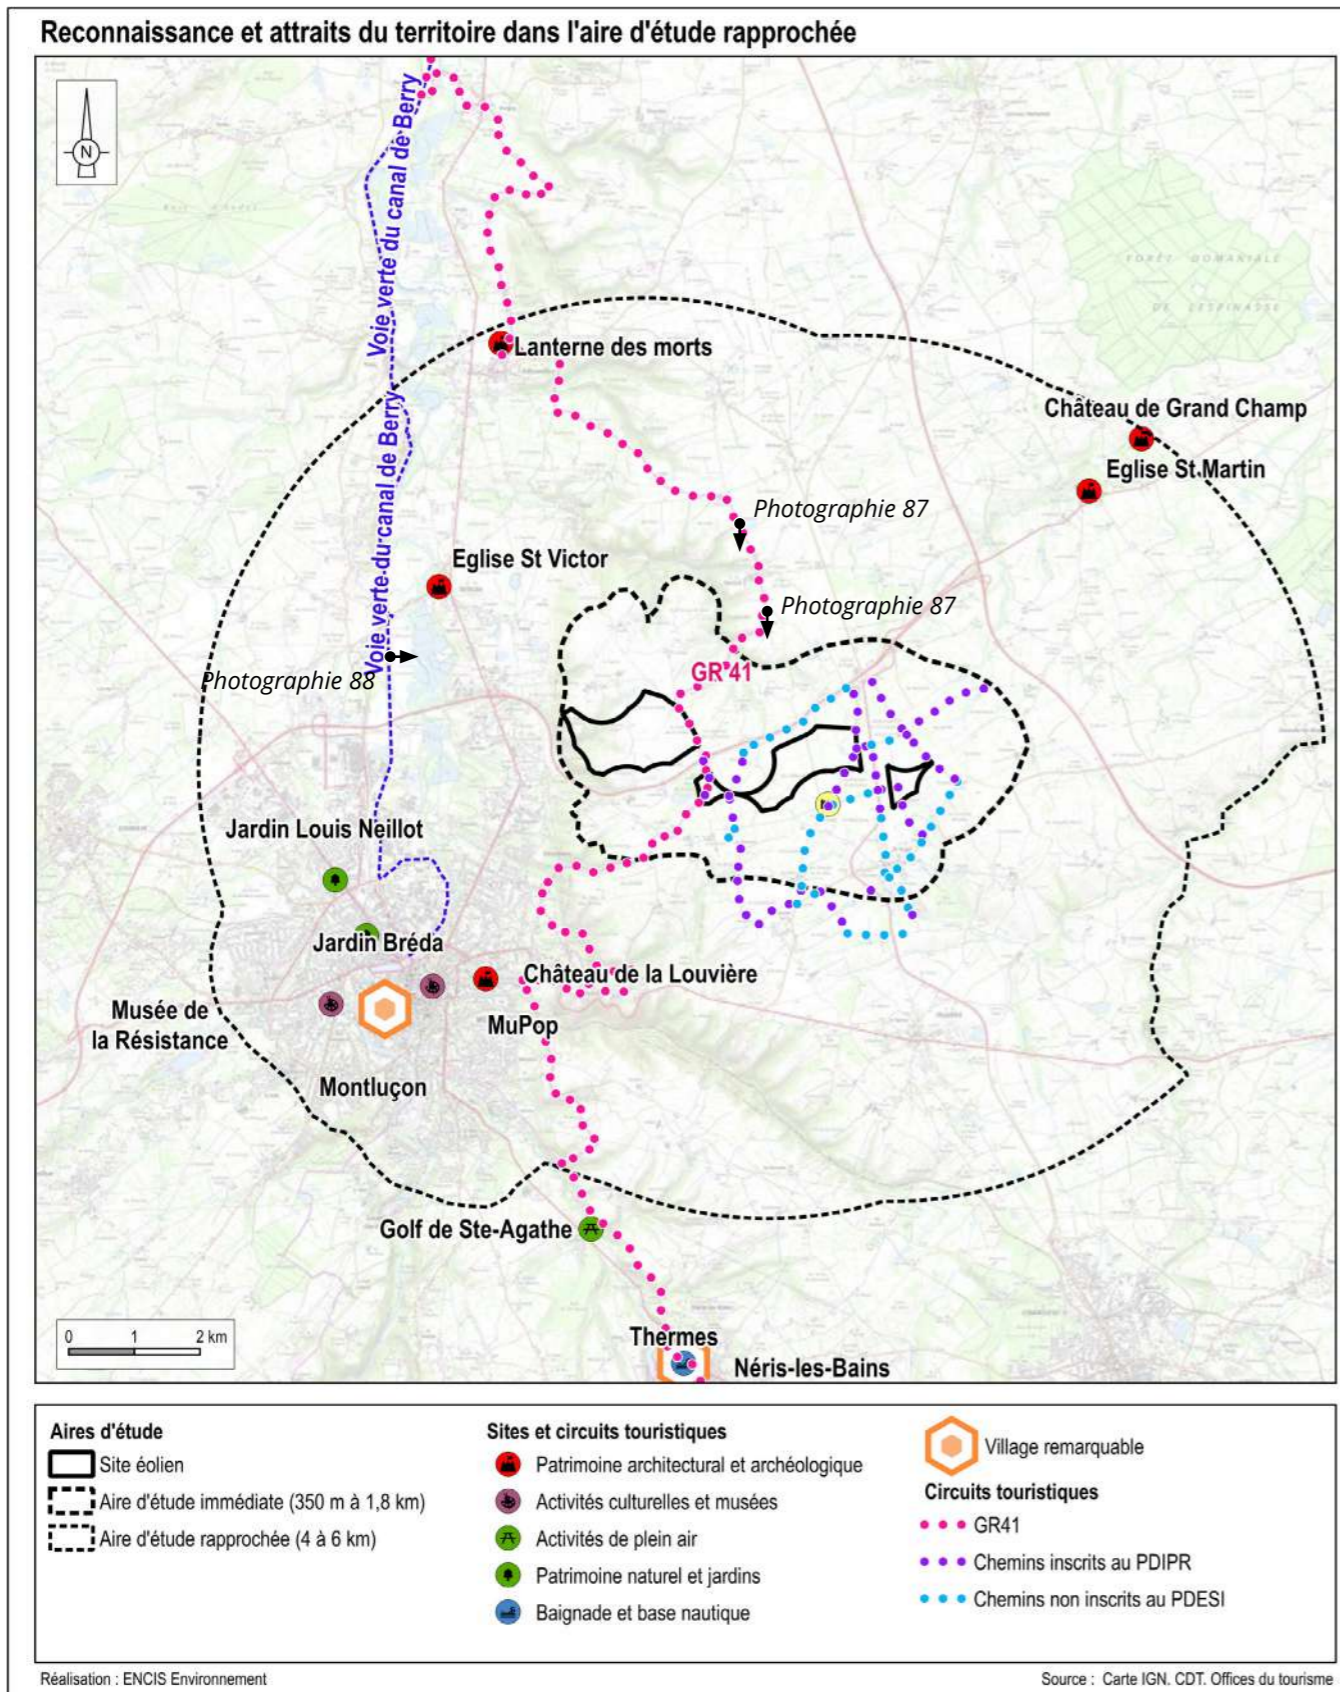 Reconnaissance et attraits du territoire dans l'aire d'étude rapprochée
N
Voie verte du canal de Berry
FORÊT DOMANIALE
DE LESPINASSE
Lanterne des morts
Château de Grand Champ
Eglise St Martin
Voie verte du canal de Berry
Photographie 87
Eglise St Victor
Photographie 87
GR 41
Photographie 88
Jardin Louis Neillot
Jardin Bréda
Château de la Louvière
Musée de
la Résistance
MuPop
Montluçon
Golf de Ste-Agathe
Thermes
Néris-les-Bains
0 1 2 km
Aires d'étude
Site éolien
Aire d'étude immédiate (350 m à 1,8 km)
Aire d'étude rapprochée (4 à 6 km)
Sites et circuits touristiques
Patrimoine architectural et archéologique
Activités culturelles et musées
Activités de plein air
Patrimoine naturel et jardins
Baignade et base nautique
Village remarquable
Circuits touristiques
GR41
Chemins inscrits au PDIPR
Chemins non inscrits au PDESI
Réalisation : ENCIS Environnement
Source : Carte IGN. CDT. Offices du tourisme